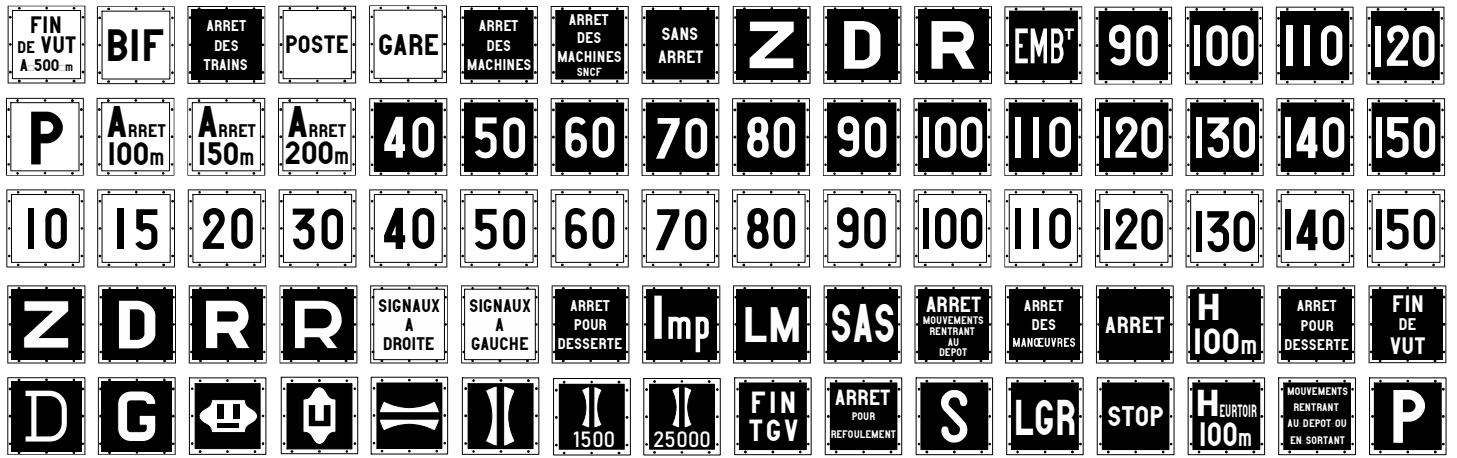 FIN
DE VUT
A 500 m
BIF
ARRET
DES
TRAINS
POSTE
GARE
ARRET
DES
MACHINES
ARRET
DES
MACHINES
SNCF
SANS
ARRET
Z
D
R
EMBT
90
100
110
120
P
ARRET
100m
ARRET
150m
ARRET
200m
40
50
60
70
80
90
100
110
120
130
140
150
10
15
20
30
40
50
60
70
80
90
100
110
120
130
140
150
Z
D
R
R
SIGNAUX
A
DROITE
SIGNAUX
A
GAUCHE
ARRET
POUR
DESSERTE
Imp
LM
SAS
ARRET
MOUVEMENTS
RENTRANT
AU
DEPOT
ARRET
DES
MANŒUVRES
ARRET
H
100m
ARRET
POUR
DESSERTE
FIN
DE
VUT
D
G
U
1500
25000
FIN
TGV
ARRET
POUR
REFOULEMENT
S
LGR
STOP
HEURTOIR
100m
MOUVEMENTS
RENTRANT
AU DEPOT OU
EN SORTANT
P